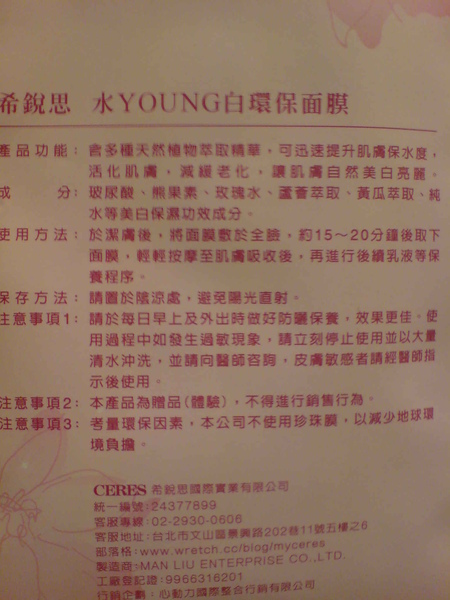 希銳思 水YOUNG白環保面膜
產品功能：含多種天然植物萃取精華，可迅速提升肌膚保水度，
活化肌膚，減緩老化，讓肌膚自然美白亮麗。
成 分：玻尿酸、熊果素、玫瑰水、蘆薈萃取、黃瓜萃取、純
水等美白保濕功效成分。
使用方法：於潔膚後，將面膜敷於全臉，約15～20分鐘後取下
面膜，輕輕按摩至肌膚吸收後，再進行後續乳液等保
養程序。
保存方法：請置於陰涼處，避免陽光直射。
注意事項1：請於每日早上及外出時做好防曬保養，效果更佳。使
用過程中如發生過敏現象，請立刻停止使用並以大量
清水沖洗，並請向醫師咨詢，皮膚敏感者請經醫師指
示後使用。
注意事項2：本產品為贈品(體驗)，不得進行銷售行為。
注意事項3：考量環保因素，本公司不使用珍珠膜，以減少地球環
境負擔。
CERES 希銳思國際實業有限公司
統一編號：24377899
客服專線：02-2930-0606
客服地址：台北市文山區景興路202巷11號五樓之6
部落格：www.wretch.cc/blog/myceres
製造商：MAN LIU ENTERPRISE CO.,LTD.
工廠登記證：9966316201
行銷企劃：心動力國際整合行銷有限公司